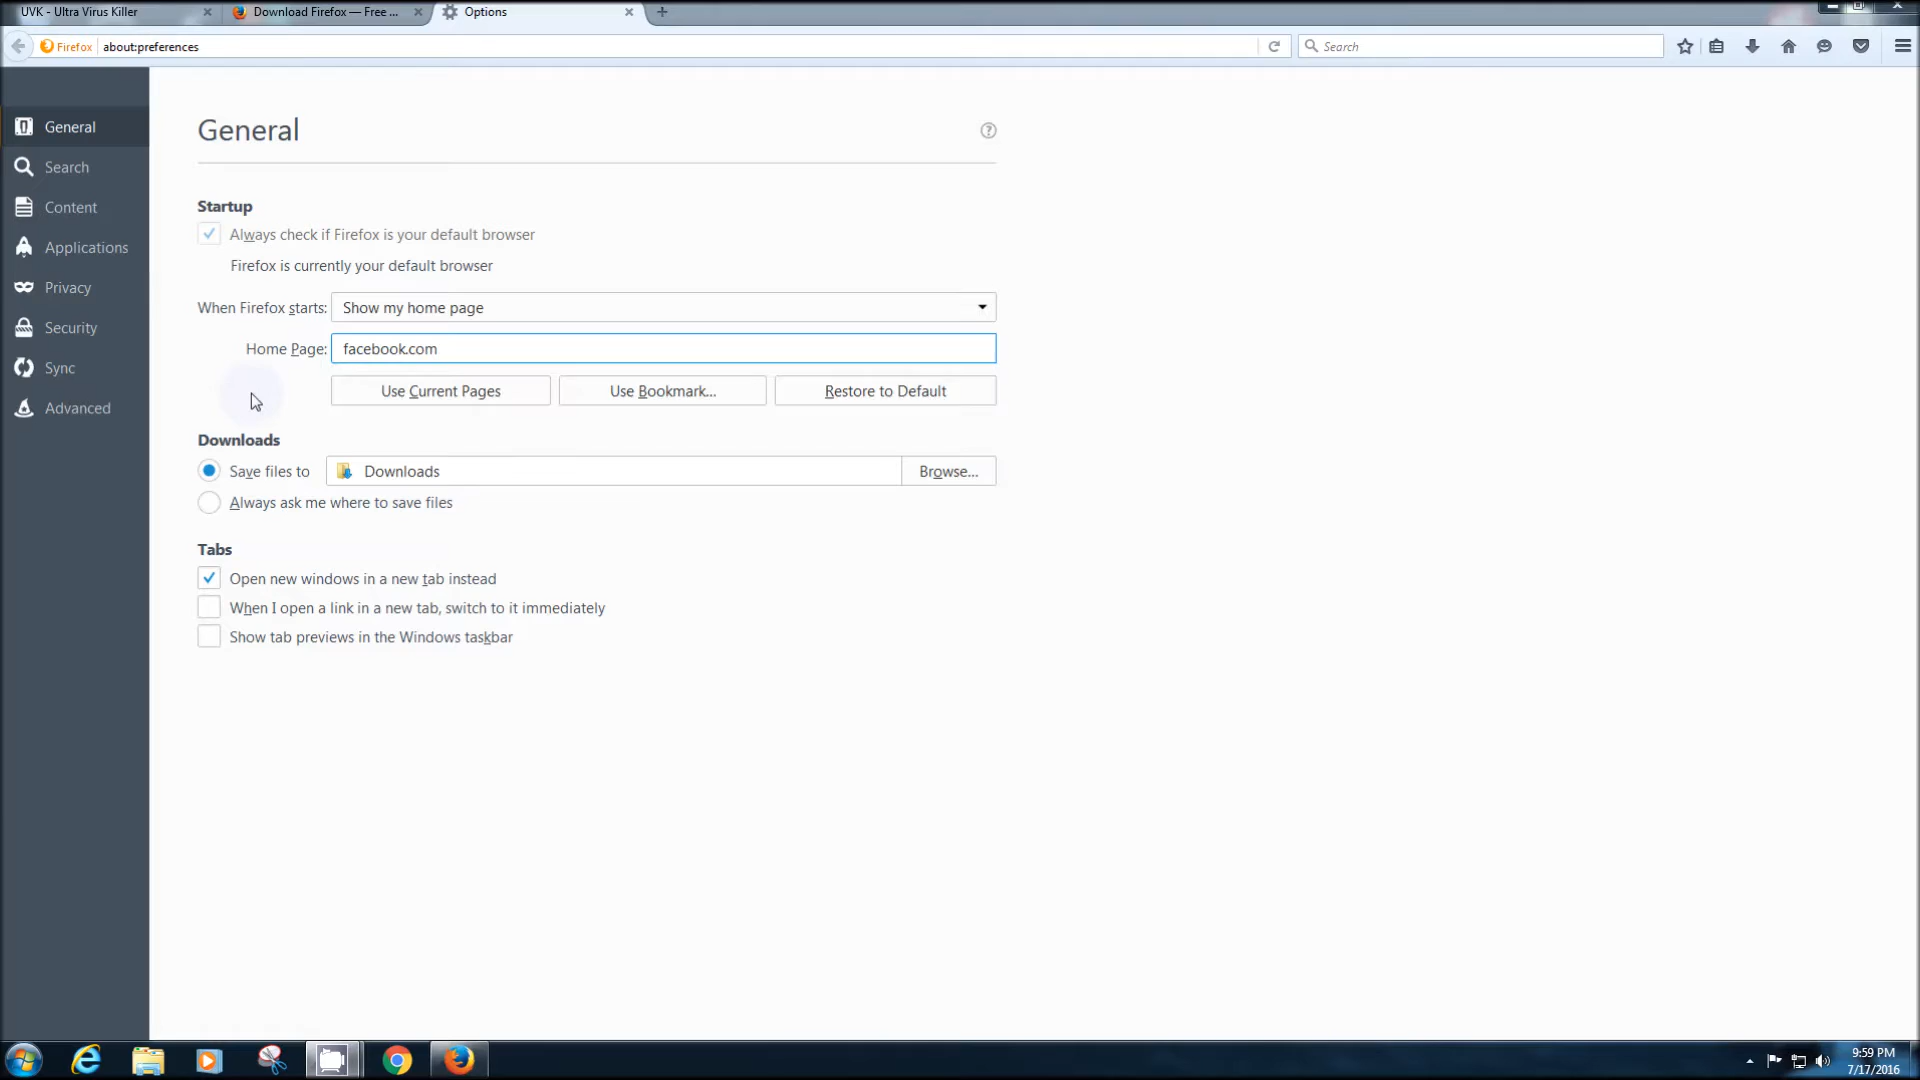 UVK - Ultra Virus Killer
Download Firefox — Free ...
Options
Firefox about:preferences
Search
General
Search
Content
Applications
Privacy
Security
Sync
Advanced
General
Startup
Always check if Firefox is your default browser
Firefox is currently your default browser
When Firefox starts: Show my home page
Home Page: facebook.com
Use Current Pages Use Bookmark... Restore to Default
Downloads
Save files to Downloads Browse...
Always ask me where to save files
Tabs
Open new windows in a new tab instead
When I open a link in a new tab, switch to it immediately
Show tab previews in the Windows taskbar
9:59 PM
7/17/2016